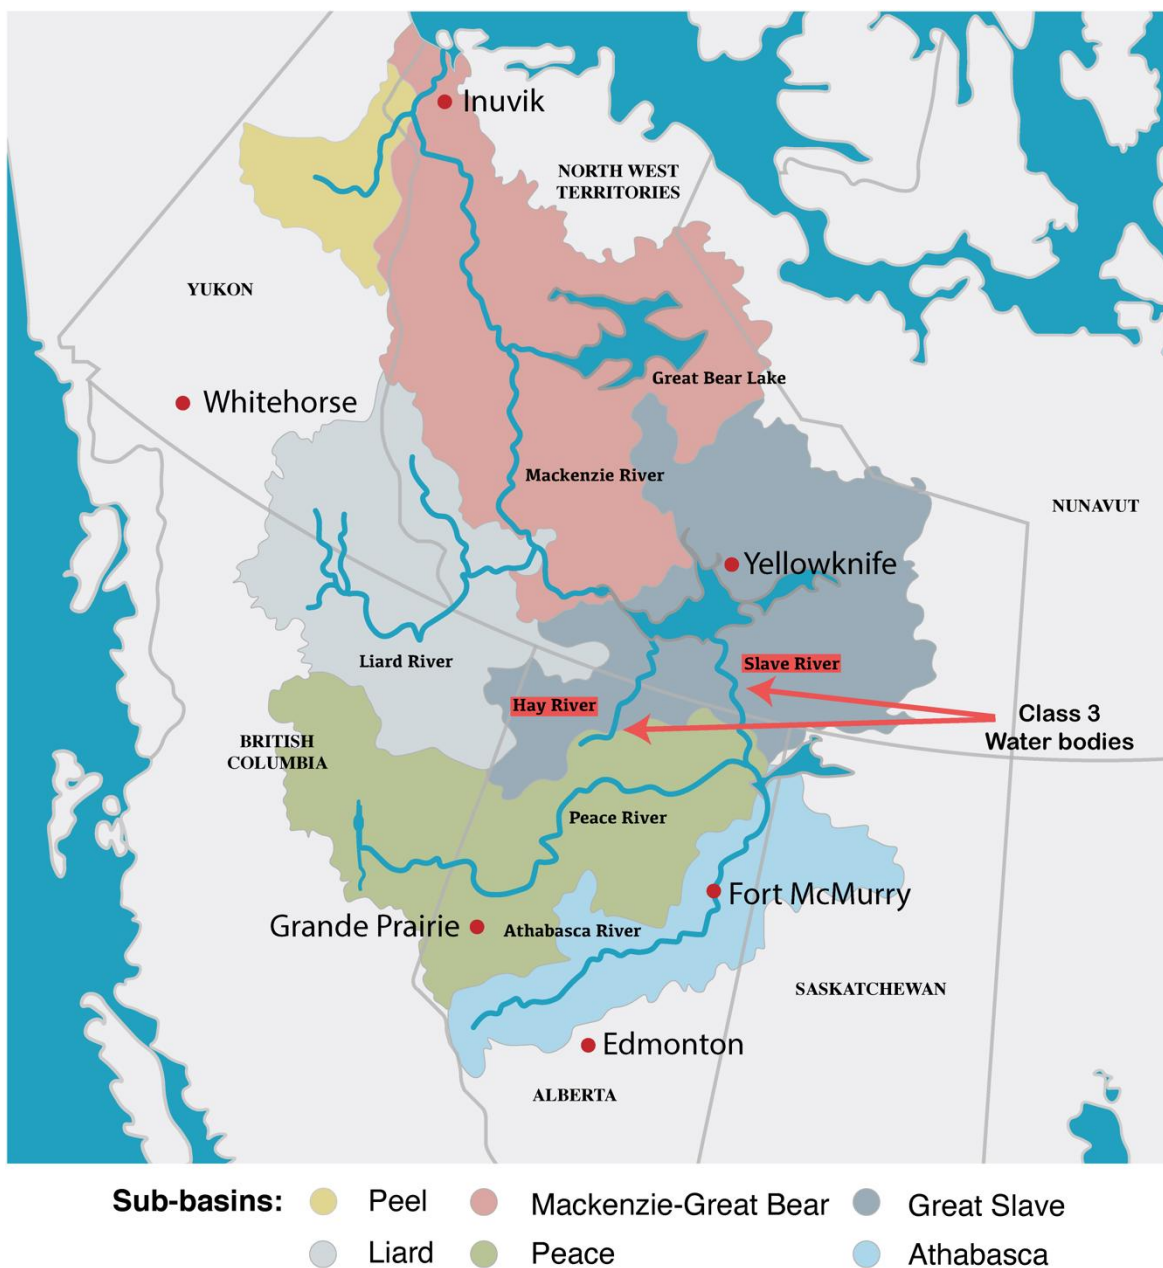 Inuvik
NORTH WEST
TERRITORIES
YUKON
Great Bear Lake
Whitehorse
Mackenzie River
NUNAVUT
Yellowknife
Liard River
Slave River
Hay River
Class 3
Water bodies
BRITISH
COLUMBIA
Peace River
Fort McMurry
Grande Prairie
Athabasca River
SASKATCHEWAN
Edmonton
ALBERTA
Sub-basins: Peel Mackenzie-Great Bear Great Slave
Liard Peace Athabasca